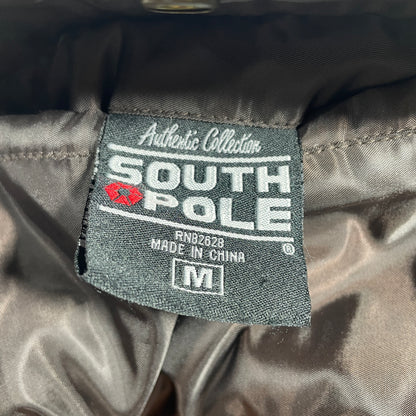 Authentic Collection
SOUTH
POLE
®
RN82628
MADE IN CHINA
M